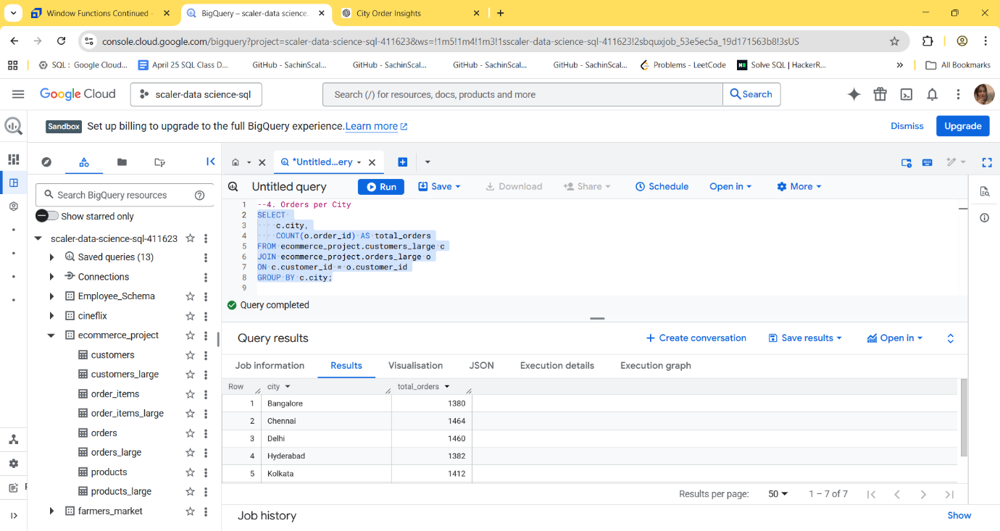 Window Functions Continued -
BigQuery – scaler-data science.
City Order Insights
console.cloud.google.com/bigquery?project=scaler-data-science-sql-411623&ws=!1m5!1m4!1m3!1sscaler-data-science-sql-411623!2sbquxjob_53e5ec5a_19d171563b8!3sUS
SQL : Google Cloud...
April 25 SQL Class D...
GitHub - SachinScal...
GitHub - SachinScal...
GitHub - SachinScal...
GitHub - SachinScal...
Problems - LeetCode
Solve SQL | HackerR...
All Bookmarks
Google Cloud
scaler-data science-sql
Search (/) for resources, docs, products and more
Search
Sandbox
Set up billing to upgrade to the full BigQuery experience.Learn more
Dismiss
Upgrade
Search BigQuery resources
Show starred only
scaler-data-science-sql-411623
Saved queries (13)
Connections
Employee_Schema
cineflix
ecommerce_project
customers
customers_large
order_items
order_items_large
orders
orders_large
products
products_large
farmers_market
*Untitled...ery
Untitled query
Run
Save
Download
Share
Schedule
Open in
More
1 --4. Orders per City
2 SELECT
3 c.city,
4 COUNT(o.order_id) AS total_orders
5 FROM ecommerce_project.customers_large c
6 JOIN ecommerce_project.orders_large o
7 ON c.customer_id = o.customer_id
8 GROUP BY c.city;
9
Query completed
Query results
Create conversation
Save results
Open in
Job information
Results
Visualisation
JSON
Execution details
Execution graph
Row city total_orders
1 Bangalore 1380
2 Chennai 1464
3 Delhi 1460
4 Hyderabad 1382
5 Kolkata 1412
Results per page: 50 1 – 7 of 7
Job history
Show